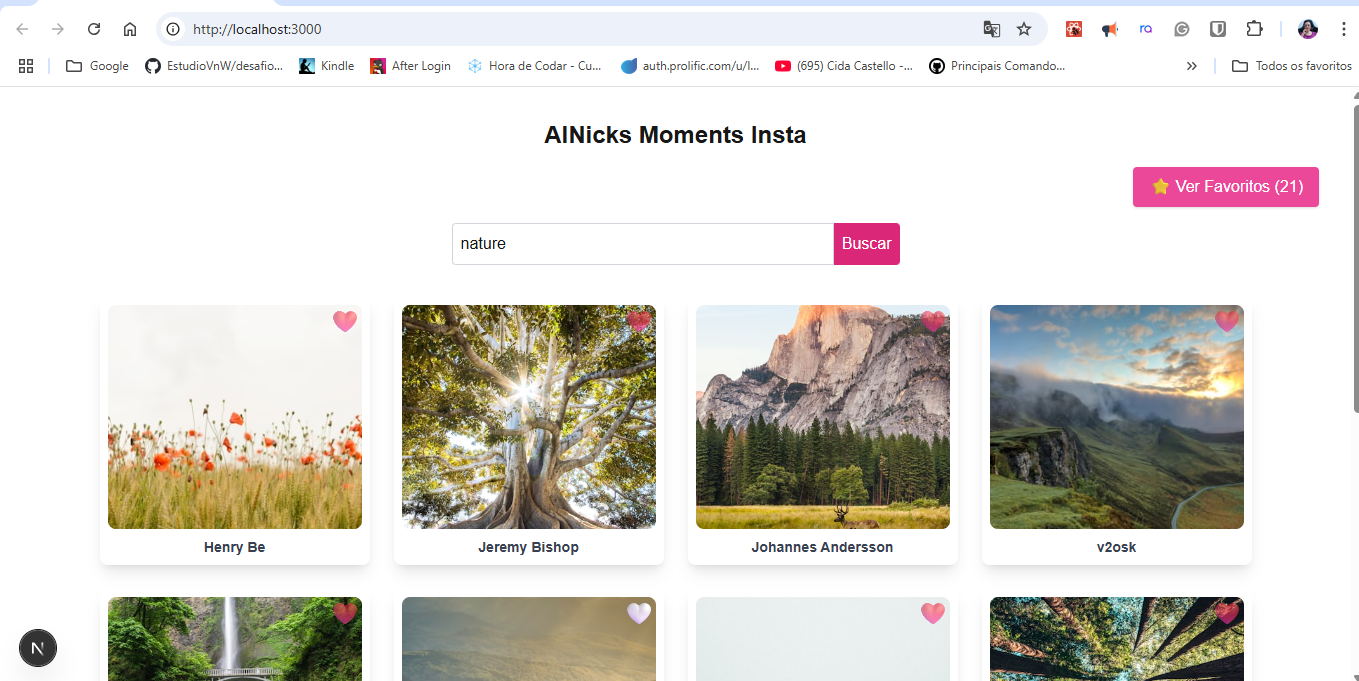 http://localhost:3000
Google
EstudioVnW/desafio...
Kindle
After Login
Hora de Codar - Cu...
auth.prolific.com/u/l...
(695) Cida Castello -...
Principais Comando...
Todos os favoritos
AlNicks Moments Insta
Ver Favoritos (21)
nature
Buscar
Henry Be
Jeremy Bishop
Johannes Andersson
v2osk
N